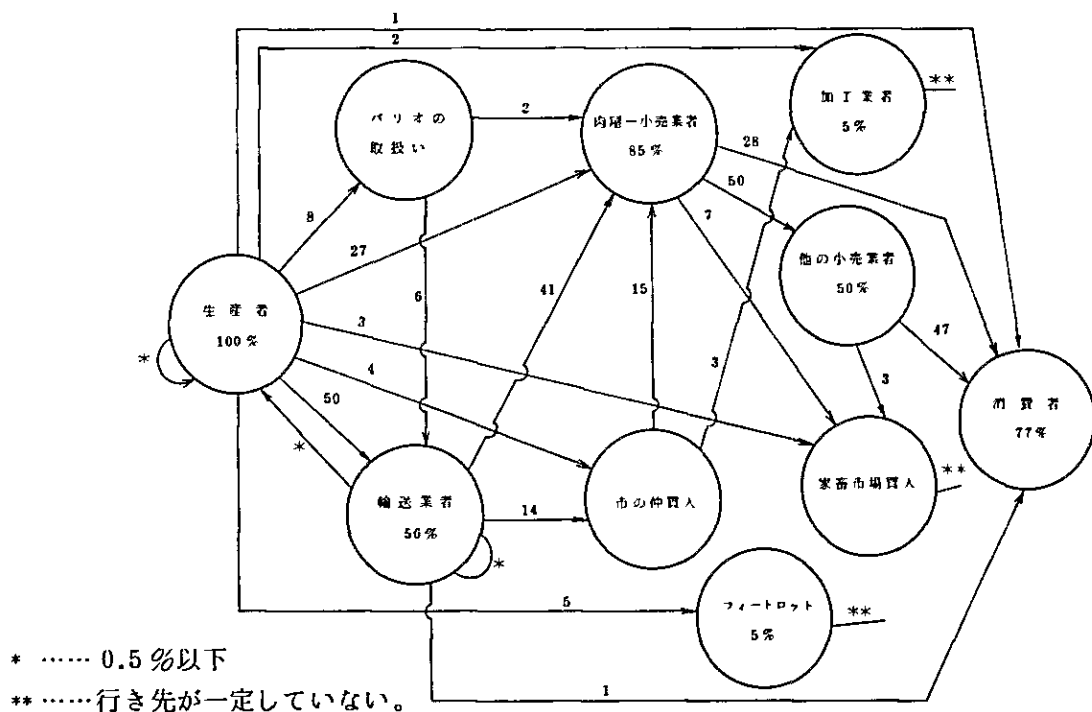 1
2
バリオの
取扱い
2
肉屋－小売業者
85%
加工業者
5%
**
28
50
7
8
27
他の小売業者
50%
生産者
100%
*
6
41
15
3
3
47
4
50
3
消費者
77%
*
輸送業者
56%
*
14
市の仲買人
家畜市場買人
**
5
フィートロット
5%
**
1
* …… 0.5%以下
** ……行き先が一定していない。